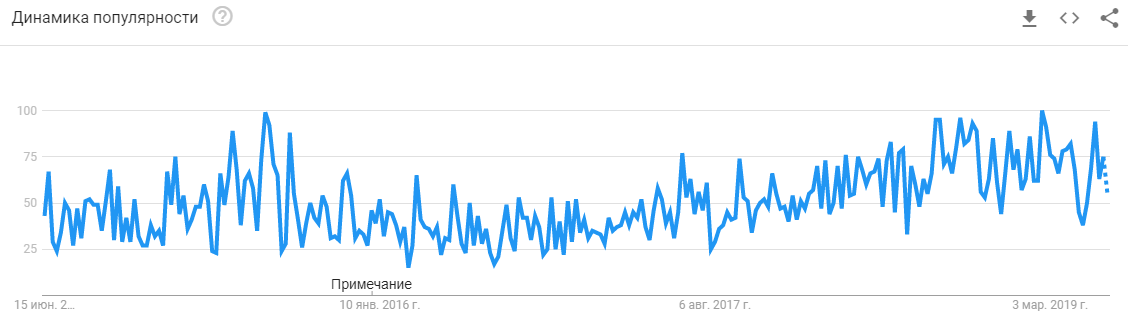 Динамика популярности
100
75
50
25
Примечание
15 июн. 2...
10 янв. 2016 г.
6 авг. 2017 г.
3 мар. 2019 г.